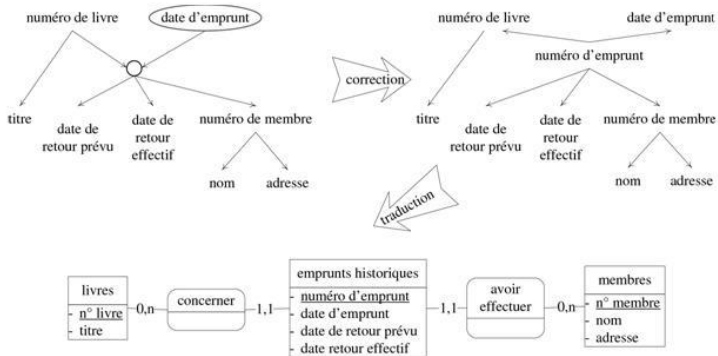 numéro de livre
date d'emprunt
titre
date de
retour prévu
date de
retour
effectif
numéro de membre
nom
adresse
correction
numéro de livre
date d'emprunt
numéro d'emprunt
titre
date de
retour prévu
date de
retour
effectif
numéro de membre
nom
adresse
traduction
livres
- n° livre
- titre
0,n
concerner
1,1
emprunts historiques
- numéro d'emprunt
- date d'emprunt
- date de retour prévu
- date retour effectif
1,1
avoir
effectuer
0,n
membres
- n° membre
- nom
- adresse